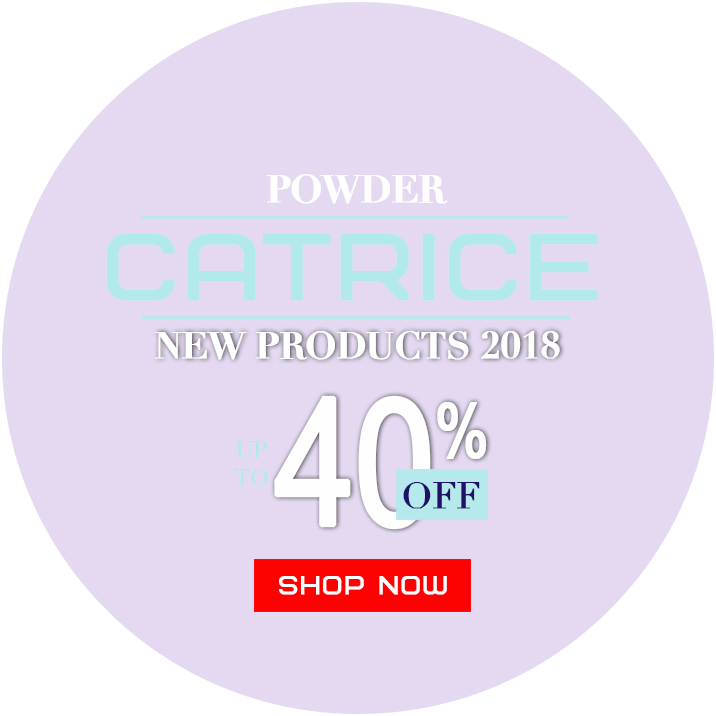 POWDER
CATRICE
NEW PRODUCTS 2018
UP
TO
40%
OFF
SHOP NOW